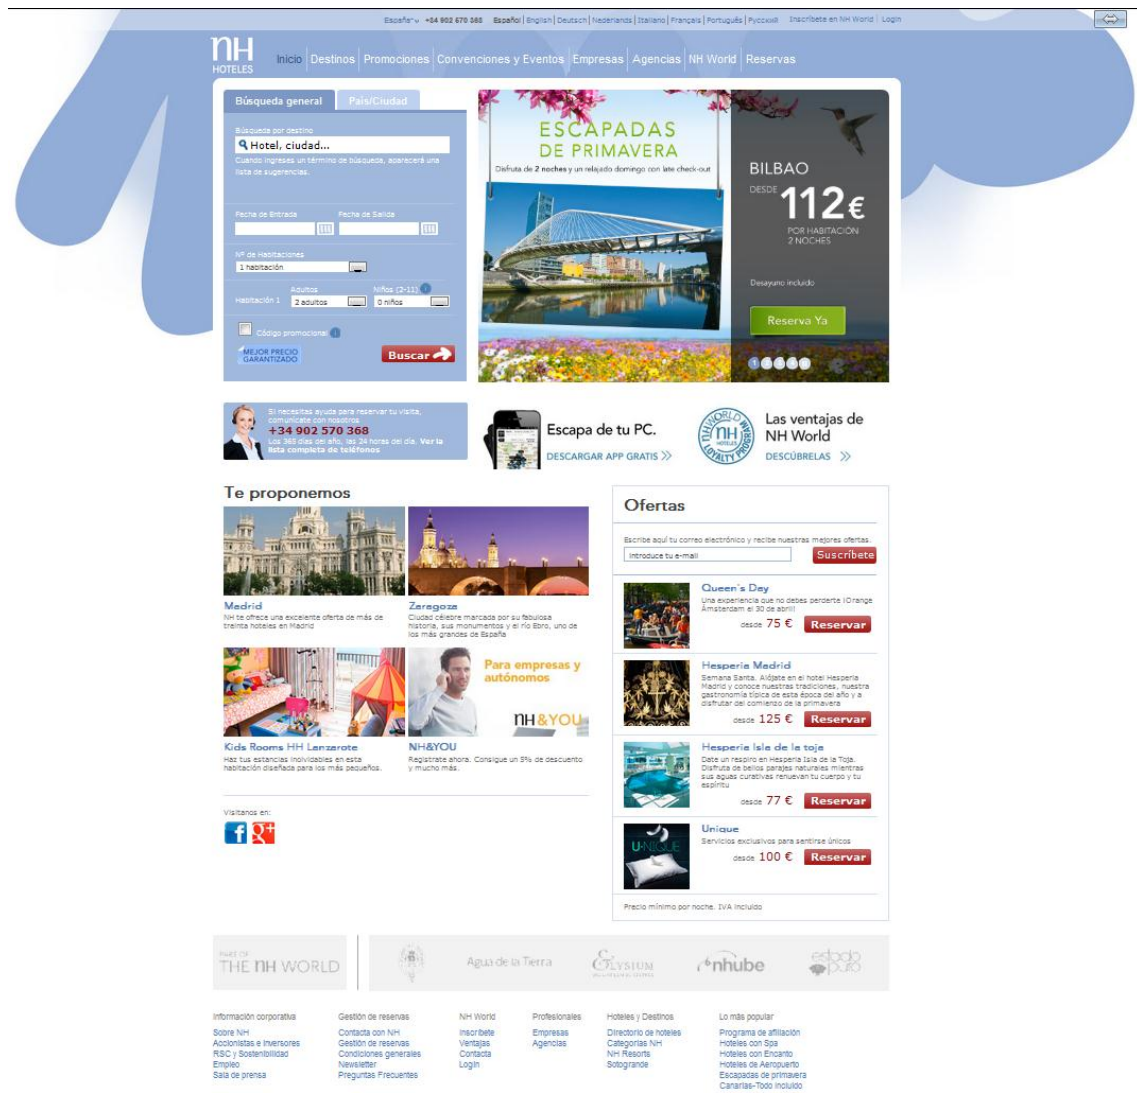 España +34 902 570 368 Español | English | Deutsch | Nederlands | Italiano | Français | Português | Русский Inscríbete en NH World | Login
NH HOTELES
Inicio Destinos Promociones Convenciones y Eventos Empresas Agencias NH World Reservas
Búsqueda general País/Ciudad
Búsqueda por destino
Hotel, ciudad...
Cuando ingreses un término de búsqueda, aparecerá una
lista de sugerencias.
Fecha de Entrada Fecha de Salida
Nº de Habitaciones
1 habitación
Adultos Niños (2-11)
Habitación 1 2 adultos 0 niños
Código promocional
MEJOR PRECIO
GARANTIZADO
Buscar
ESCAPADAS
DE PRIMAVERA
Disfruta de 2 noches y un relajado domingo con late check-out
BILBAO
DESDE
112€
POR HABITACIÓN
2 NOCHES
Desayuno incluido
Reserva Ya
1 2 3 4 5
Si necesitas ayuda para reservar tu visita,
comunícate con nosotros
+34 902 570 368
Los 365 días del año, las 24 horas del día. Ver la
lista completa de teléfonos
Escapa de tu PC.
DESCARGAR APP GRATIS >>
NH WORLD
NH
HOTELES
LOYALTY PROGRAM
Las ventajas de
NH World
DESCÚBRELAS >>
Te proponemos
Madrid
NH te ofrece una excelente oferta de más de
treinta hoteles en Madrid
Zaragoza
Ciudad célebre marcada por su fabulosa
historia, sus monumentos y el río Ebro, uno de
los más grandes de España
Para empresas y
autónomos
NH &YOU
Kids Rooms HH Lanzarote
Haz tus estancias inolvidables en esta
habitación diseñada para los más pequeños.
NH&YOU
Regístrate ahora. Consigue un 5% de descuento
y mucho más.
Visítanos en:
f g+
Ofertas
Escribe aquí tu correo electrónico y recibe nuestras mejores ofertas.
Introduce tu e-mail Suscríbete
Queen's Day
Una experiencia que no debes perderte ¡Orange
Ámsterdam el 30 de abril!
desde 75 € Reservar
Hesperia Madrid
Semana Santa. Alójate en el hotel Hesperia
Madrid y conoce nuestras tradiciones, nuestra
gastronomía típica de esta época del año y a
disfrutar del comienzo de la primavera
desde 125 € Reservar
Hesperia Isla de la toja
Date un respiro en Hesperia Isla de la Toja.
Disfruta de bellos parajes naturales mientras
sus aguas curativas renuevan tu cuerpo y tu
espíritu
desde 77 € Reservar
U·NIQUE
Unique
Servicios exclusivos para sentirse únicos
desde 100 € Reservar
Precio mínimo por noche. IVA incluido
PART OF
THE NH WORLD
Agua de la Tierra
ELYSIUM
nhube
estado
puro
Información corporativa Gestión de reservas NH World Profesionales Hoteles y Destinos Lo más popular
Sobre NH Contacta con NH Inscríbete Empresas Directorio de hoteles Programa de afiliación
Accionistas e Inversores Gestión de reservas Ventajas Agencias Categorías NH Hoteles con Spa
RSC y Sostenibilidad Condiciones generales Contacta NH Resorts Hoteles con Encanto
Empleo Newsletter Login Sotogrande Hoteles de Aeropuerto
Sala de prensa Preguntas Frecuentes Escapadas de primavera
Canarias-Todo Incluido